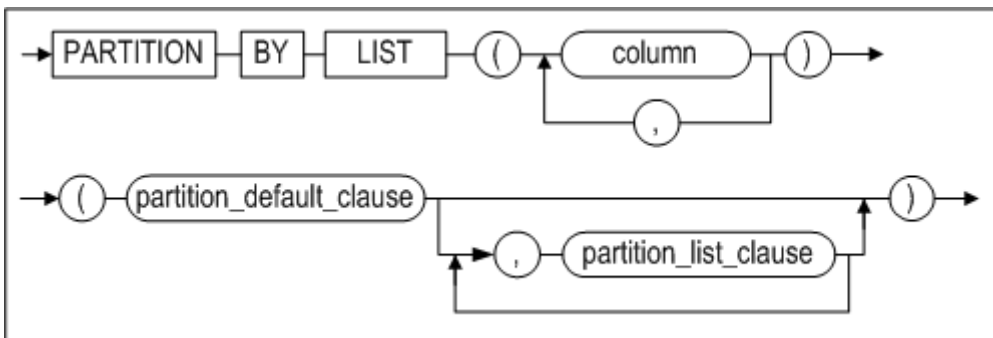 PARTITION BY LIST ( column )
,
( partition_default_clause )
, partition_list_clause